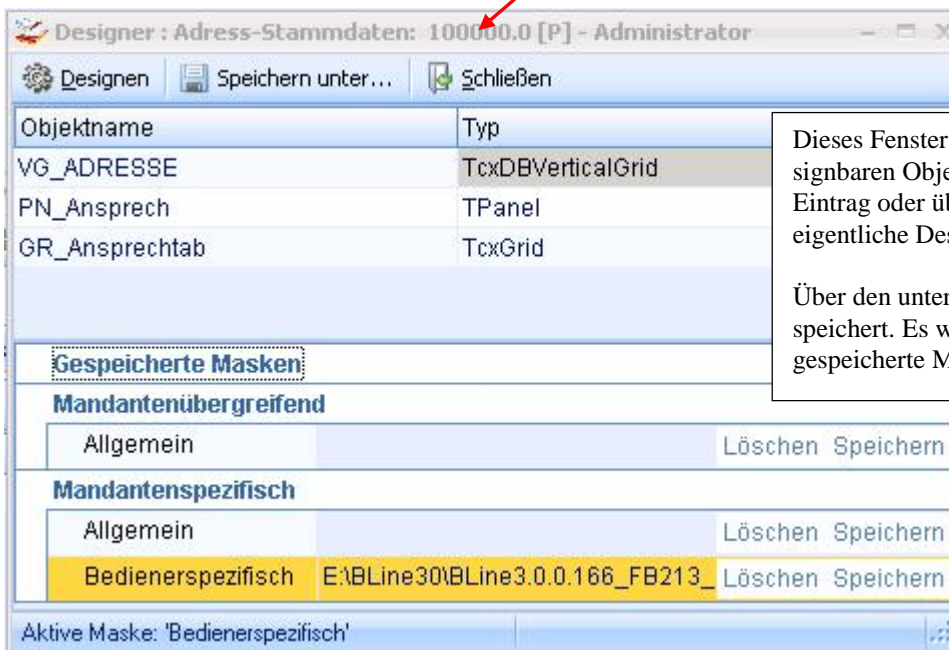 Designer : Adress-Stammdaten: 100000.0 [P] - Administrator
Designen Speichern unter... Schließen
Objektname Typ
VG_ADRESSE TcxDBVerticalGrid
PN_Ansprech TPanel
GR_Ansprechtab TcxGrid
Dieses Fenster
signbaren Obje
Eintrag oder üb
eigentliche Des
Über den unter
speichert. Es w
gespeicherte M
Gespeicherte Masken
Mandantenübergreifend
Allgemein Löschen Speichern
Mandantenspezifisch
Allgemein Löschen Speichern
Bedienerspezifisch E:\BLine30\BLine3.0.0.166_FB213_ Löschen Speichern
Aktive Maske: 'Bedienerspezifisch'